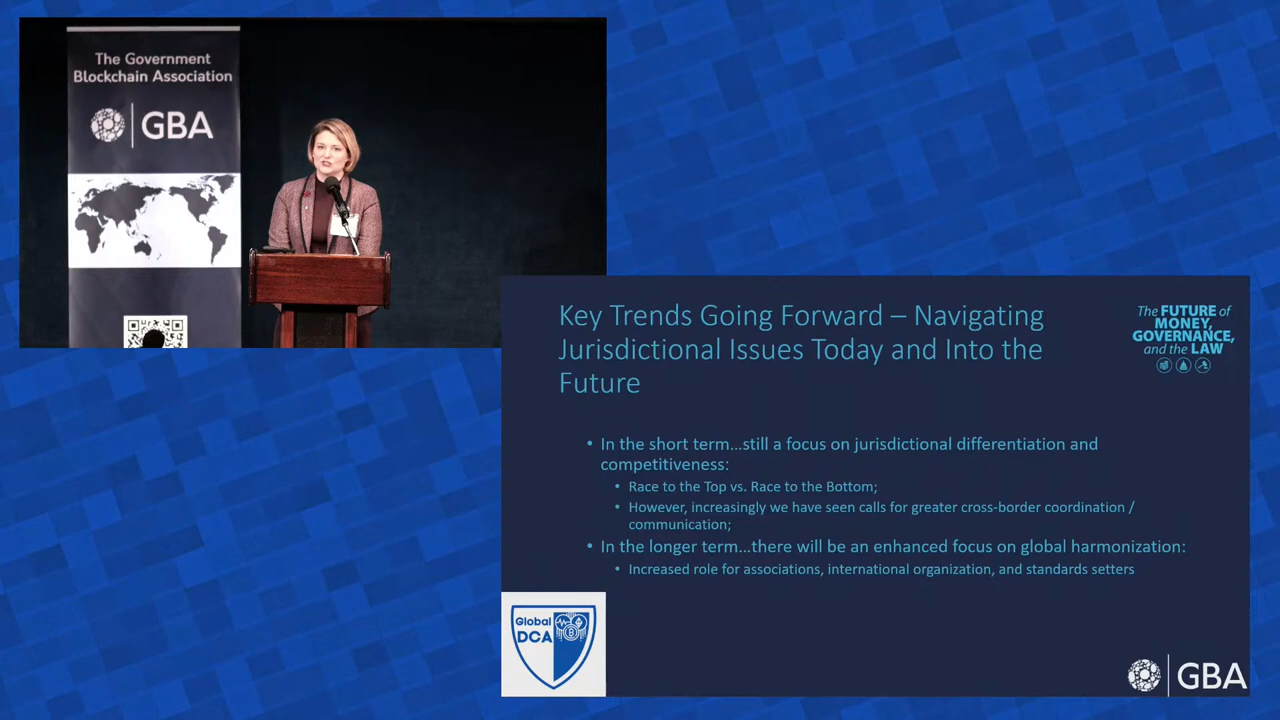 The Government
Blockchain Association
GBA
Key Trends Going Forward – Navigating
Jurisdictional Issues Today and Into the
Future
The FUTURE of
MONEY,
GOVERNANCE,
and the LAW
• In the short term...still a focus on jurisdictional differentiation and
competitiveness:
• Race to the Top vs. Race to the Bottom;
• However, increasingly we have seen calls for greater cross-border coordination /
communication;
• In the longer term...there will be an enhanced focus on global harmonization:
• Increased role for associations, international organization, and standards setters
Global
DCA
GBA